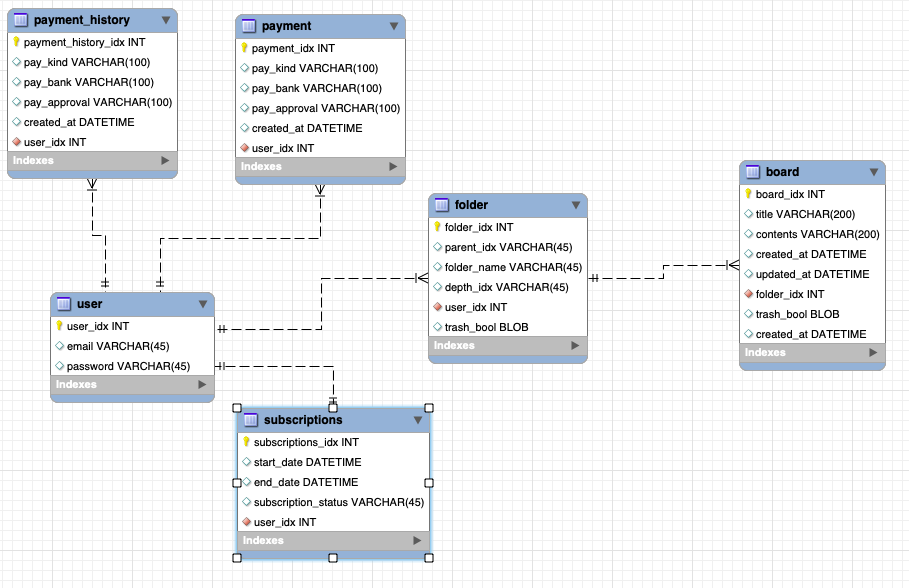 payment_history
payment_history_idx INT
pay_kind VARCHAR(100)
pay_bank VARCHAR(100)
pay_approval VARCHAR(100)
created_at DATETIME
user_idx INT
Indexes
payment
payment_idx INT
pay_kind VARCHAR(100)
pay_bank VARCHAR(100)
pay_approval VARCHAR(100)
created_at DATETIME
user_idx INT
Indexes
folder
folder_idx INT
parent_idx VARCHAR(45)
folder_name VARCHAR(45)
depth_idx VARCHAR(45)
user_idx INT
trash_bool BLOB
Indexes
board
board_idx INT
title VARCHAR(200)
contents VARCHAR(200)
created_at DATETIME
updated_at DATETIME
folder_idx INT
trash_bool BLOB
created_at DATETIME
Indexes
user
user_idx INT
email VARCHAR(45)
password VARCHAR(45)
Indexes
subscriptions
subscriptions_idx INT
start_date DATETIME
end_date DATETIME
subscription_status VARCHAR(45)
user_idx INT
Indexes